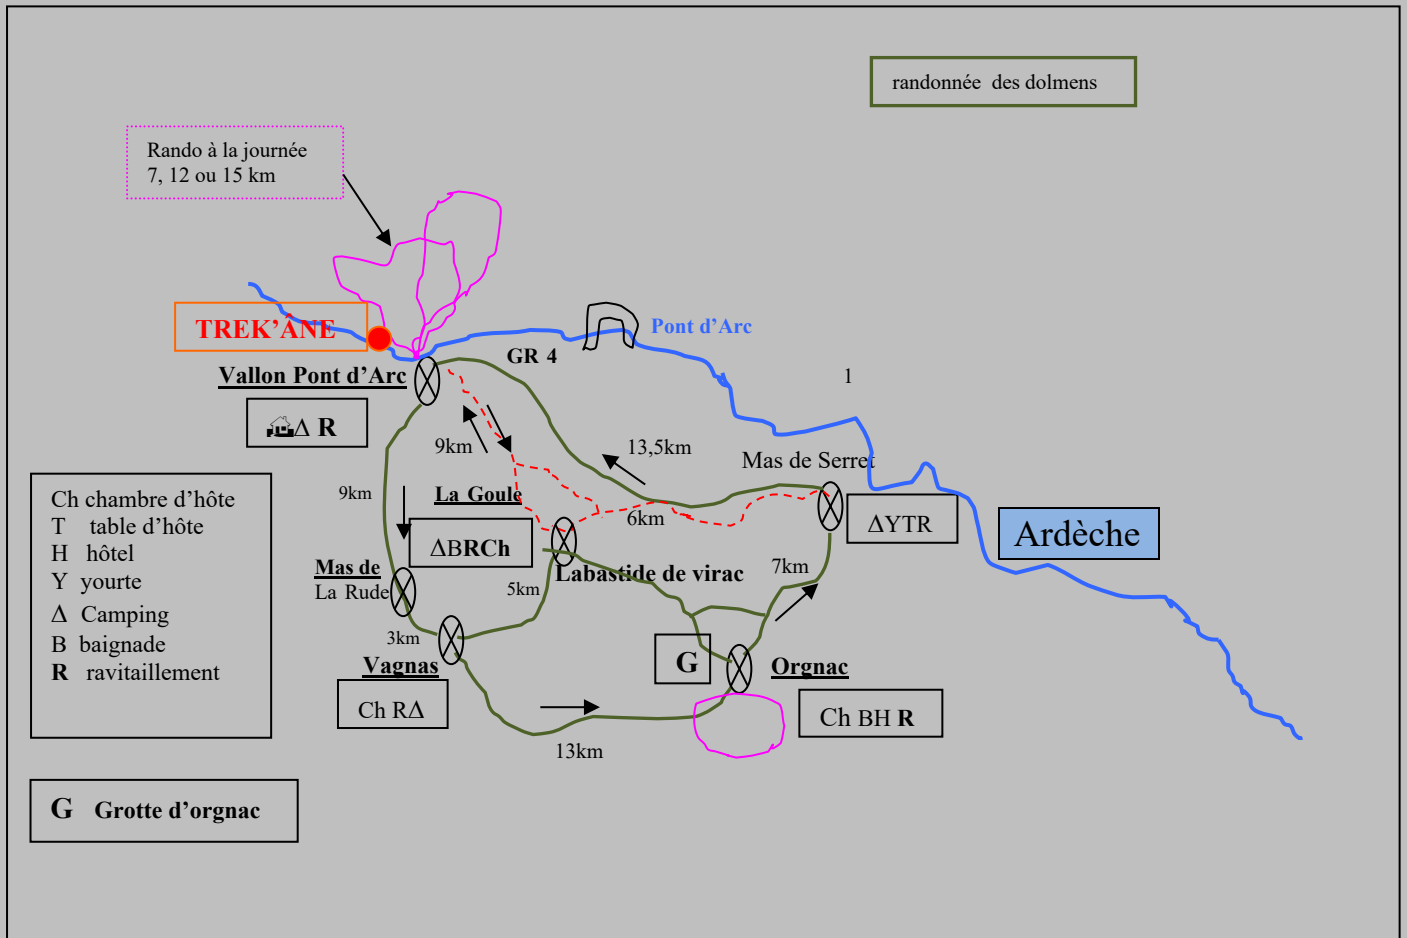 randonnée des dolmens
Rando à la journée
7, 12 ou 15 km
TREK’ÂNE
Pont d’Arc
GR 4
Vallon Pont d’Arc
1
Δ R
9km
13,5km
Mas de Serret
9km
La Goule
6km
ΔYTR
Ardèche
ΔBRCh
Labastide de virac
7km
Mas de
La Rude
5km
3km
Vagnas
G
Orgnac
Ch RΔ
Ch BH R
13km
Ch chambre d’hôte
T table d’hôte
H hôtel
Y yourte
Δ Camping
B baignade
R ravitaillement
G Grotte d’orgnac